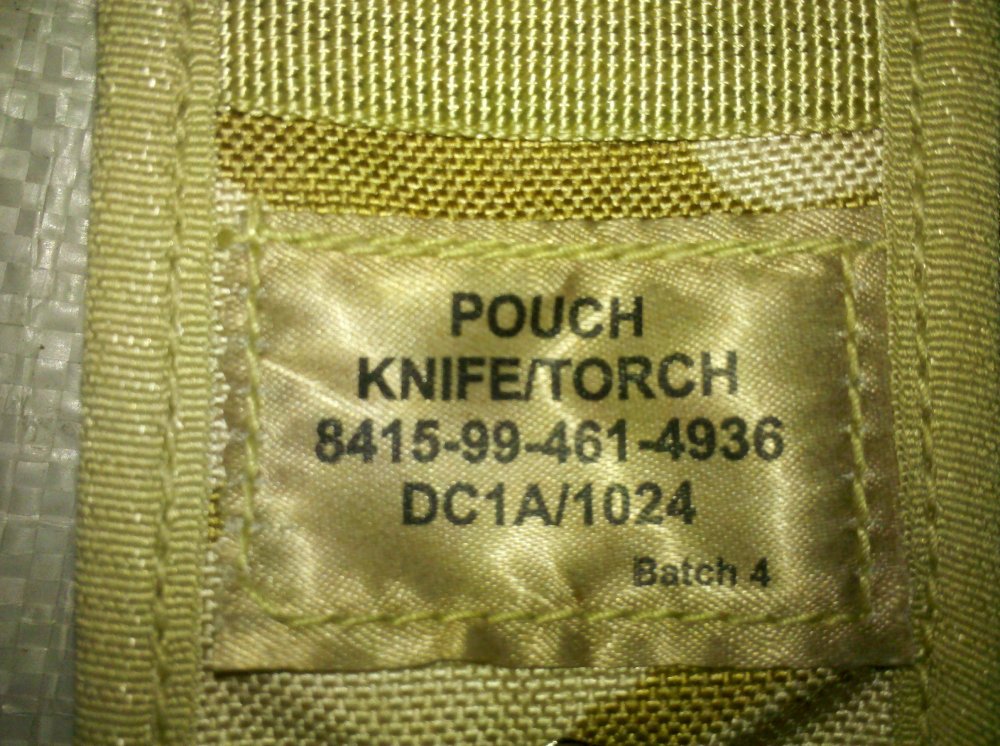 POUCH
KNIFE/TORCH
8415-99-461-4936
DC1A/1024
Batch 4